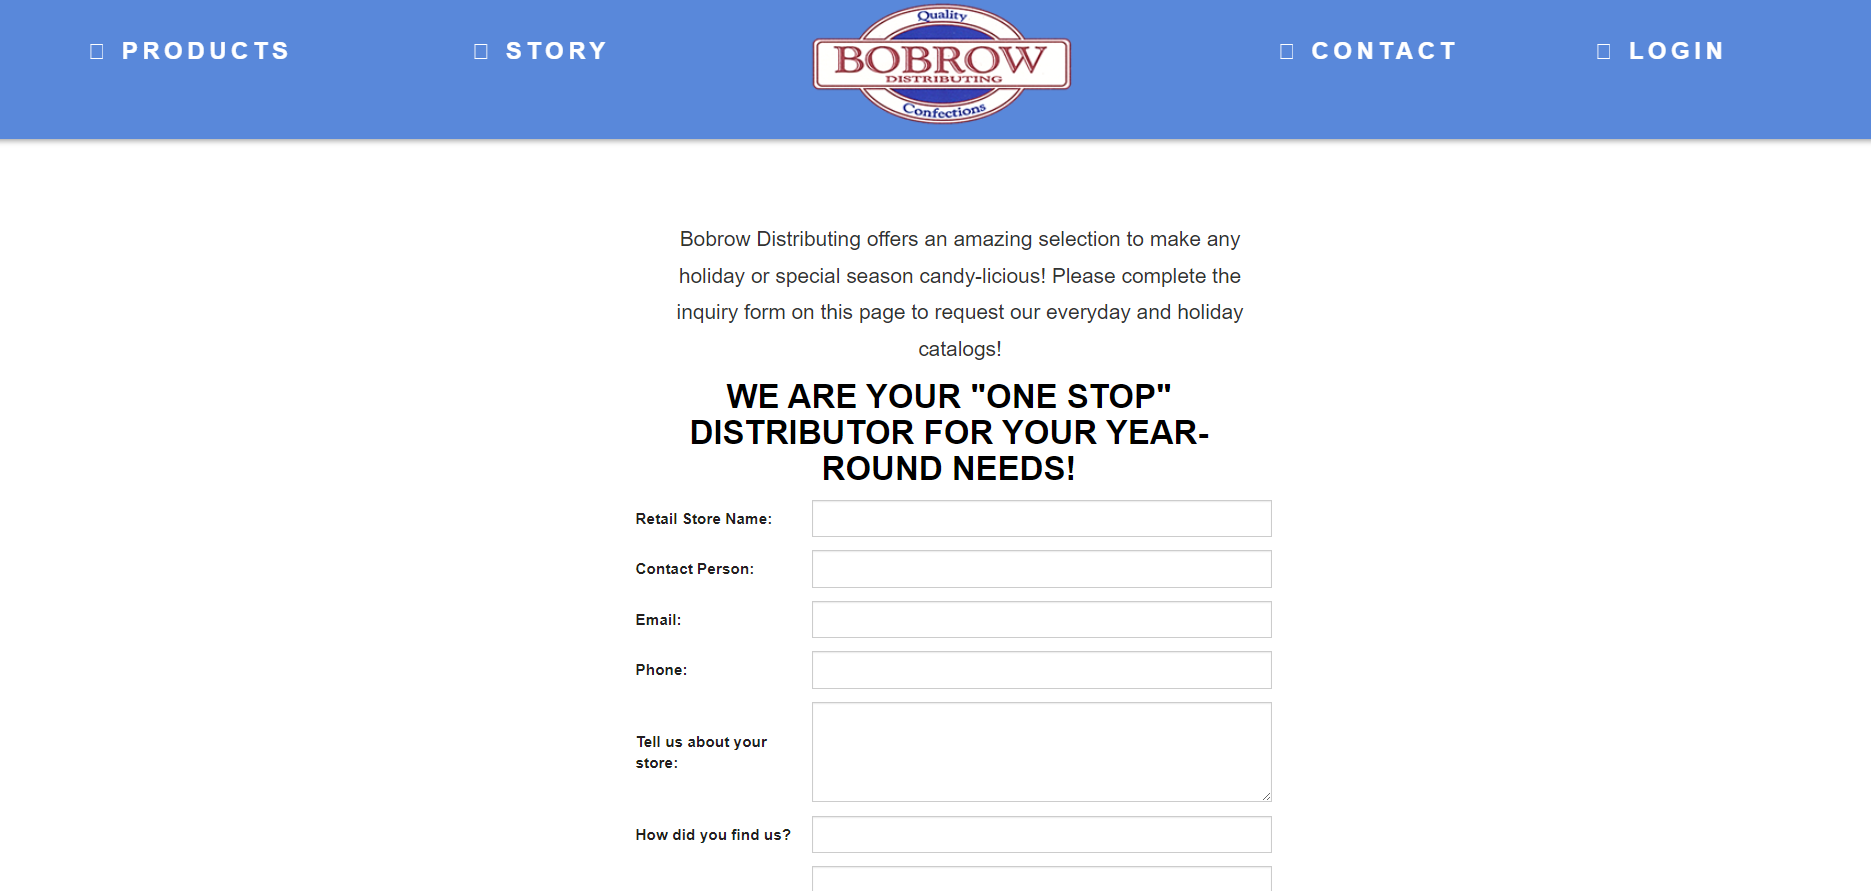 PRODUCTS
STORY
Quality
BOBROW
DISTRIBUTING
Confections
CONTACT
LOGIN
Bobrow Distributing offers an amazing selection to make any
holiday or special season candy-licious! Please complete the
inquiry form on this page to request our everyday and holiday
catalogs!
WE ARE YOUR "ONE STOP"
DISTRIBUTOR FOR YOUR YEAR-
ROUND NEEDS!
Retail Store Name:
Contact Person:
Email:
Phone:
Tell us about your
store:
How did you find us?